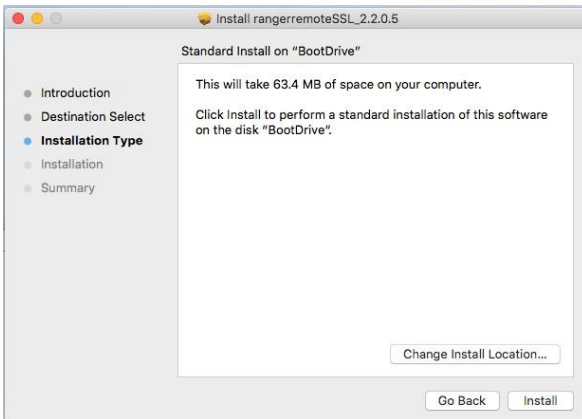 Install rangerremoteSSL_2.2.0.5
Standard Install on “BootDrive”
Introduction
Destination Select
Installation Type
Installation
Summary
This will take 63.4 MB of space on your computer.
Click Install to perform a standard installation of this software
on the disk “BootDrive”.
Change Install Location...
Go Back
Install